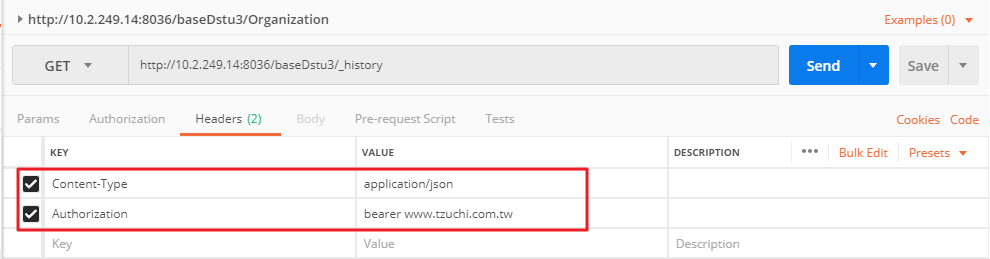 http://10.2.249.14:8036/baseDstu3/Organization Examples (0)
GET http://10.2.249.14:8036/baseDstu3/_history Send Save
Params Authorization Headers (2) Body Pre-request Script Tests Cookies Code
KEY VALUE DESCRIPTION ••• Bulk Edit Presets
Content-Type application/json
Authorization bearer www.tzuchi.com.tw
Key Value Description